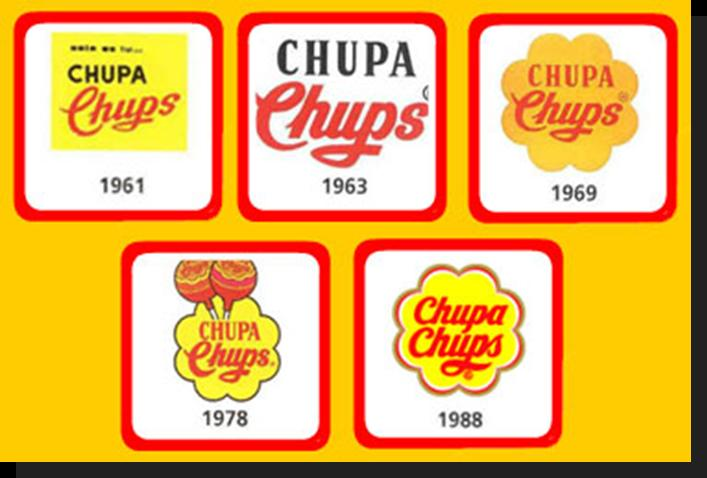 CHUPA
Chups
1961
CHUPA
Chups
1963
CHUPA
Chups®
1969
CHUPA
Chups®
1978
Chupa
Chups
®
1988